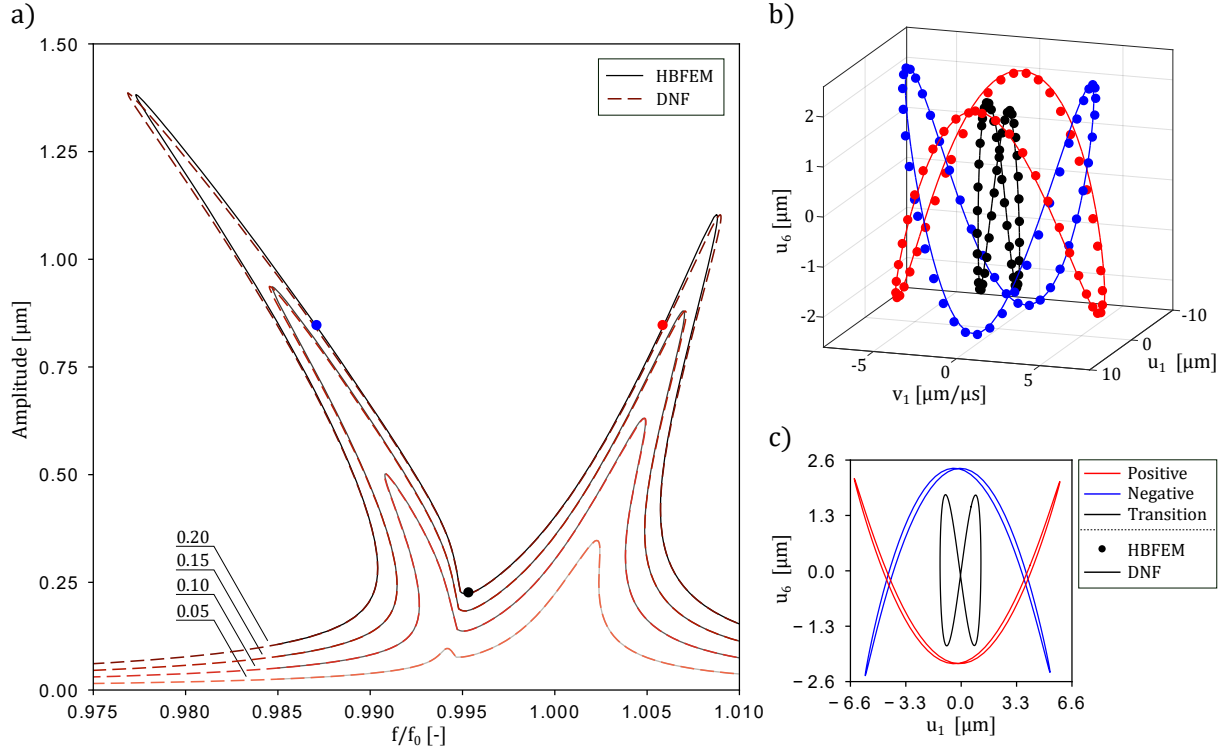 a)
1.50
1.25
1.00
0.75
0.50
0.25
0.00
Amplitude [μm]
HBFEM
DNF
0.20
0.15
0.10
0.05
0.975
0.980
0.985
0.990
0.995
1.000
1.005
1.010
f/f0 [-]
b)
2
1
0
-1
-2
u6 [μm]
-5
0
5
10
v1 [μm/μs]
-10
0
u1 [μm]
c)
2.6
1.3
0.0
−1.3
−2.6
u6 [μm]
−6.6
−3.3
0.0
3.3
6.6
u1 [μm]
Positive
Negative
Transition
HBFEM
DNF